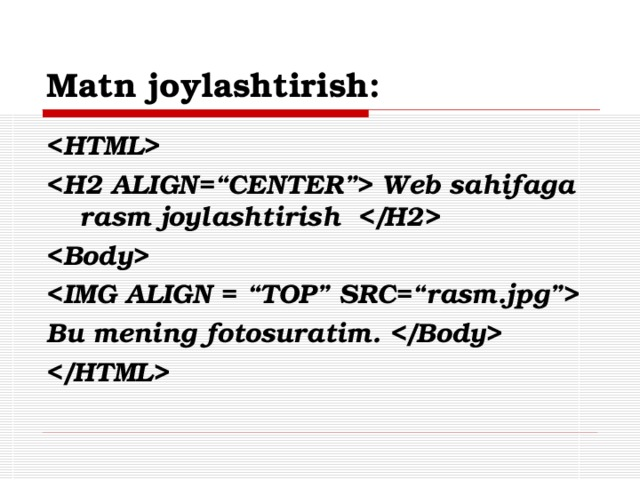 Matn joylashtirish:
<HTML>
<H2 ALIGN=“CENTER”> Web sahifaga
rasm joylashtirish </H2>
<Body>
<IMG ALIGN = “TOP” SRC=“rasm.jpg”>
Bu mening fotosuratim. </Body>
</HTML>